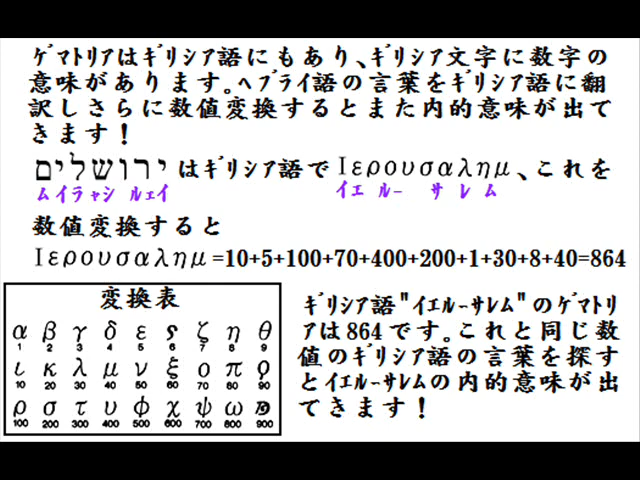 ｹﾞﾏﾄﾘｱはｷﾞﾘｼｱ語にもあり、ｷﾞﾘｼｱ文字に数字の
意味があります。ﾍﾌﾞﾗｲ語の言葉をｷﾞﾘｼｱ語に翻
訳しさらに数値変換するとまた内的意味が出て
きます！
ירושלים はｷﾞﾘｼｱ語で Ιερουσαλημ 、これを
ム イラャシ ルェイ イエ ルｰ サ レ ム
数値変換すると
Ιερουσαλημ =10+5+100+70+400+200+1+30+8+40=864
変換表
α β γ δ ε ς ζ η θ
1 2 3 4 5 6 7 8 9
ι κ λ μ ν ξ ο π ϙ
10 20 30 40 50 60 70 80 90
ρ σ τ υ φ χ ψ ω ϡ
100 200 300 400 500 600 700 800 900
ｷﾞﾘｼｱ語"ｲｴﾙｰｻﾚﾑ"のｹﾞﾏﾄﾘ
ｱは864です。これと同じ数
値のｷﾞﾘｼｱ語の言葉を探す
とｲｴﾙｰｻﾚﾑの内的意味が出
てきます！